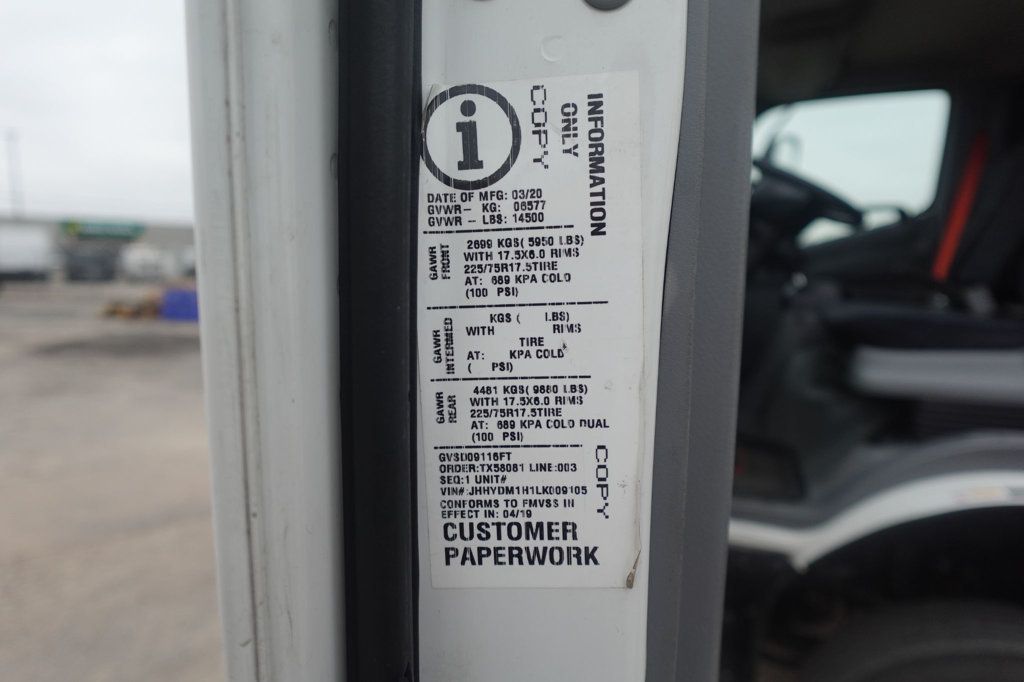 i
COPY
INFORMATION
ONLY
DATE OF MFG: 03/20
GVWR- KG: 06577
GVWR - LBS: 14500
GAWR
FRONT
2699 KGS( 5950 LBS)
WITH 17.5X6.0 RIMS
225/75R17.5TIRE
AT: 689 KPA COLD
(100 PSI)
GAWR
INTERMED
KGS ( LBS)
WITH RIMS
TIRE
AT: KPA COLD
( PSI)
GAWR
REAR
4481 KGS( 9880 LBS)
WITH 17.5X6.0 RIMS
225/75R17.5TIRE
AT: 689 KPA COLD DUAL
(100 PSI)
GVSD09116FT
ORDER:TX58081 LINE:003
SEQ:1 UNIT#
VIN#:JHHYDM1H1LK009105
CONFORMS TO FMVSS IN
EFFECT IN: 04/19
COPY
CUSTOMER
PAPERWORK